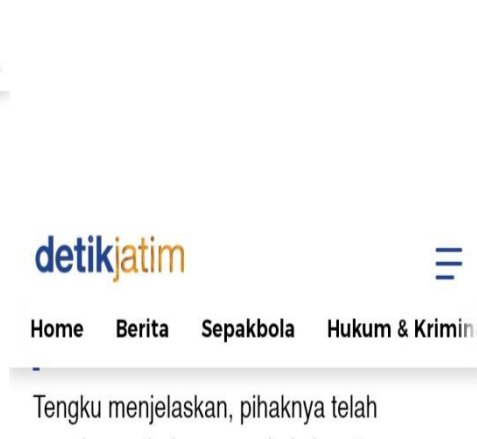 detikjatim
Home Berita Sepakbola Hukum & Krimin
Tengku menjelaskan, pihaknya telah